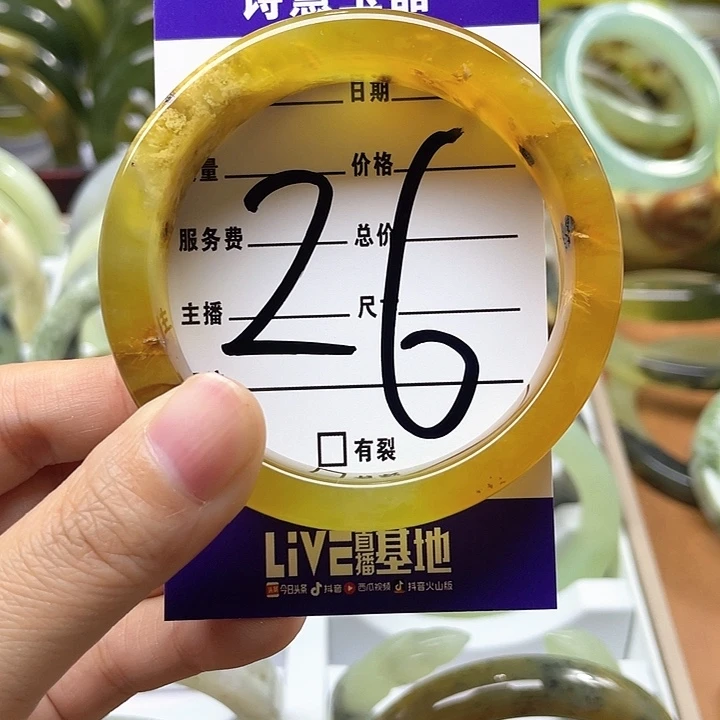 日期
量 价格
服务费 总价
主播 尺
26
有裂
LiVE直播基地
今日头条 抖音 西瓜视频 抖音火山版